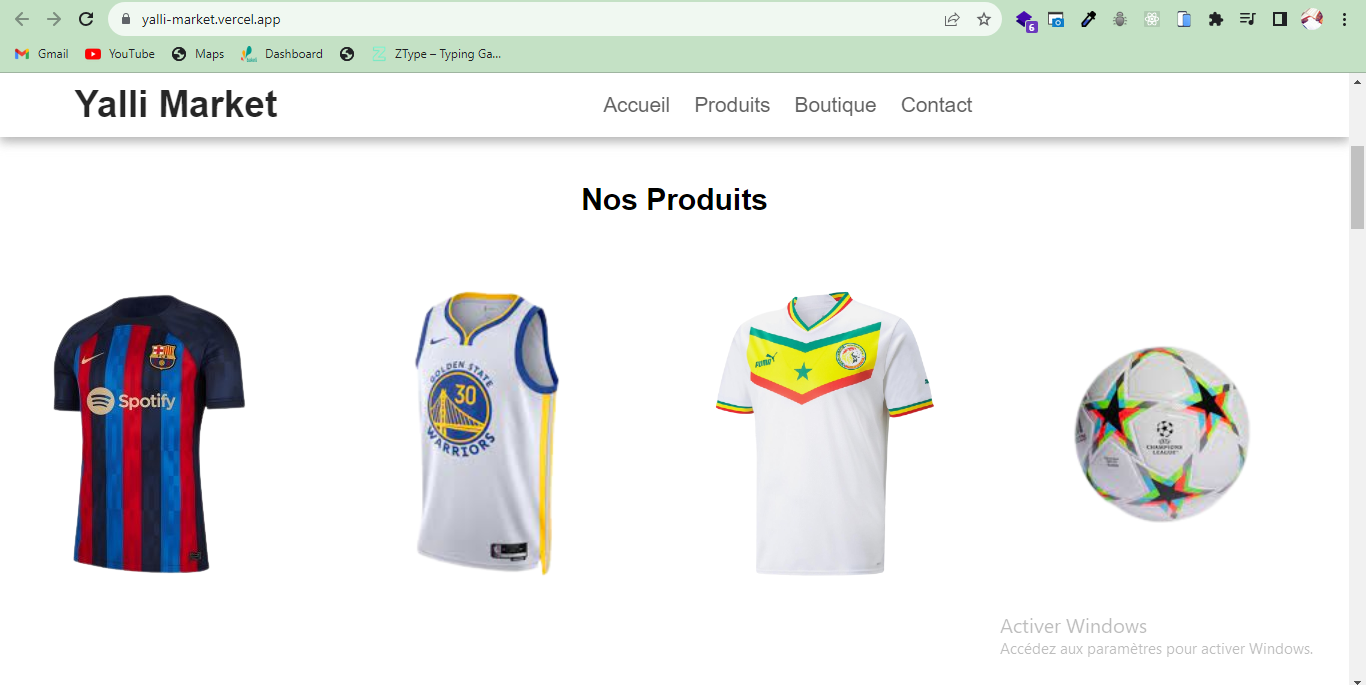 yalli-market.vercel.app
6
Gmail YouTube Maps Dashboard ZType – Typing Ga...
Yalli Market
Accueil Produits Boutique Contact
Nos Produits
Spotify
GOLDEN STATE
30
WARRIORS
PUMA
CHAMPIONS
LEAGUE
Activer Windows
Accédez aux paramètres pour activer Windows.